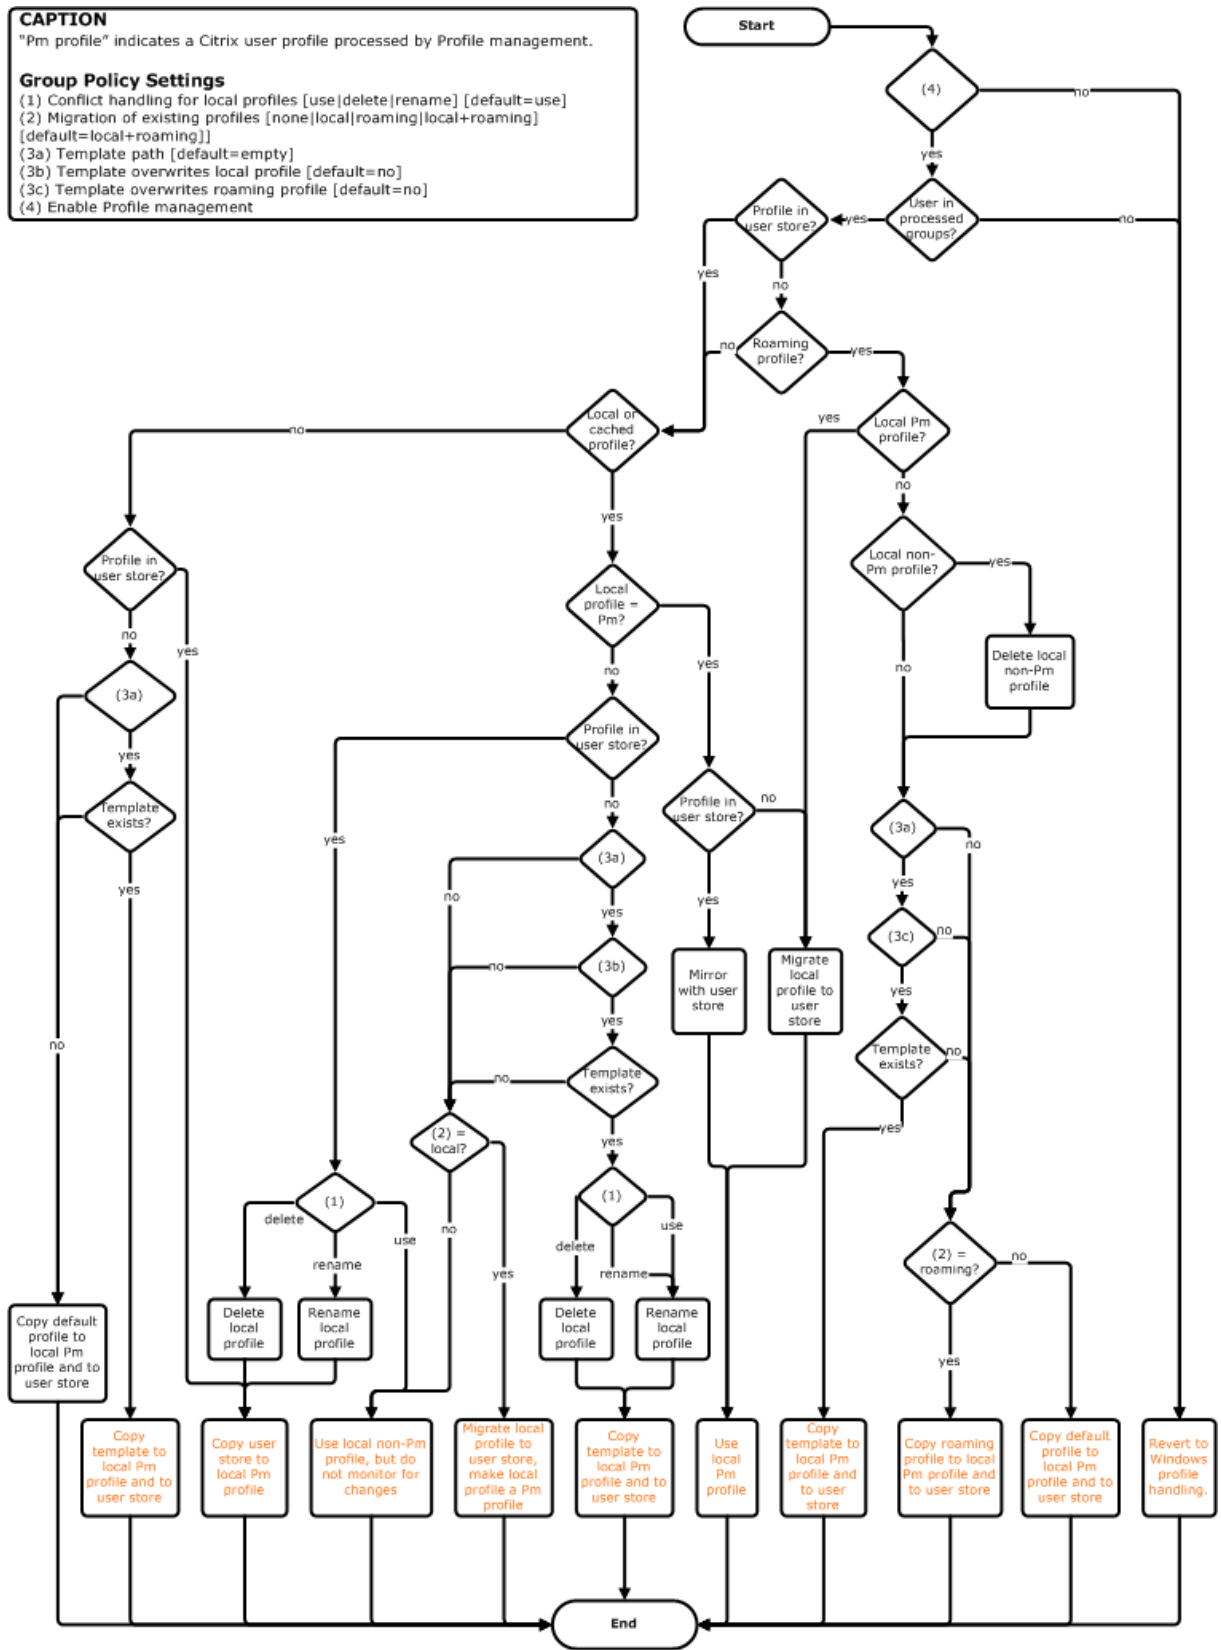 CAPTION
"Pm profile" indicates a Citrix user profile processed by Profile management.
Group Policy Settings
(1) Conflict handling for local profiles [use|delete|rename] [default=use]
(2) Migration of existing profiles [none|local|roaming|local+roaming]
[default=local+roaming]]
(3a) Template path [default=empty]
(3b) Template overwrites local profile [default=no]
(3c) Template overwrites roaming profile [default=no]
(4) Enable Profile management
Start
(4)
no
yes
Profile in
user store?
yes
User in
processed
groups?
no
yes
no
no
Roaming
profile?
yes
Local or
cached
profile?
no
yes
Local Pm
profile?
no
yes
Profile in
user store?
Local
profile =
Pm?
Local non-
Pm profile?
yes
no
yes
no
yes
no
Delete local
non-Pm
profile
(3a)
yes
Profile in
user store?
no
Template
exists?
yes
yes
Profile in
user store?
no
(3a)
no
no
(3a)
no
yes
yes
yes
yes
no
(3b)
(3c)
no
Mirror
with user
store
Migrate
local
profile to
user
store
yes
yes
no
no
Template
exists?
Template
exists?
no
(2) =
local?
yes
yes
(1)
delete
use
rename
no
yes
(1)
delete
use
rename
(2) =
roaming?
no
yes
Copy default
profile to
local Pm
profile and to
user store
Delete
local
profile
Rename
local
profile
Delete
local
profile
Rename
local
profile
Copy
template to
local Pm
profile and to
user store
Copy user
store to
local Pm
profile
Use local non-Pm
profile, but do
not monitor for
changes
Migrate local
profile to
user store,
make local
profile a Pm
profile
Copy
template to
local Pm
profile and to
user store
Use
local
Pm
profile
Copy
template to
local Pm
profile and
to user
store
Copy roaming
profile to local
Pm profile and
to user store
Copy default
profile to
local Pm
profile and to
user store
Revert to
Windows
profile
handling.
End